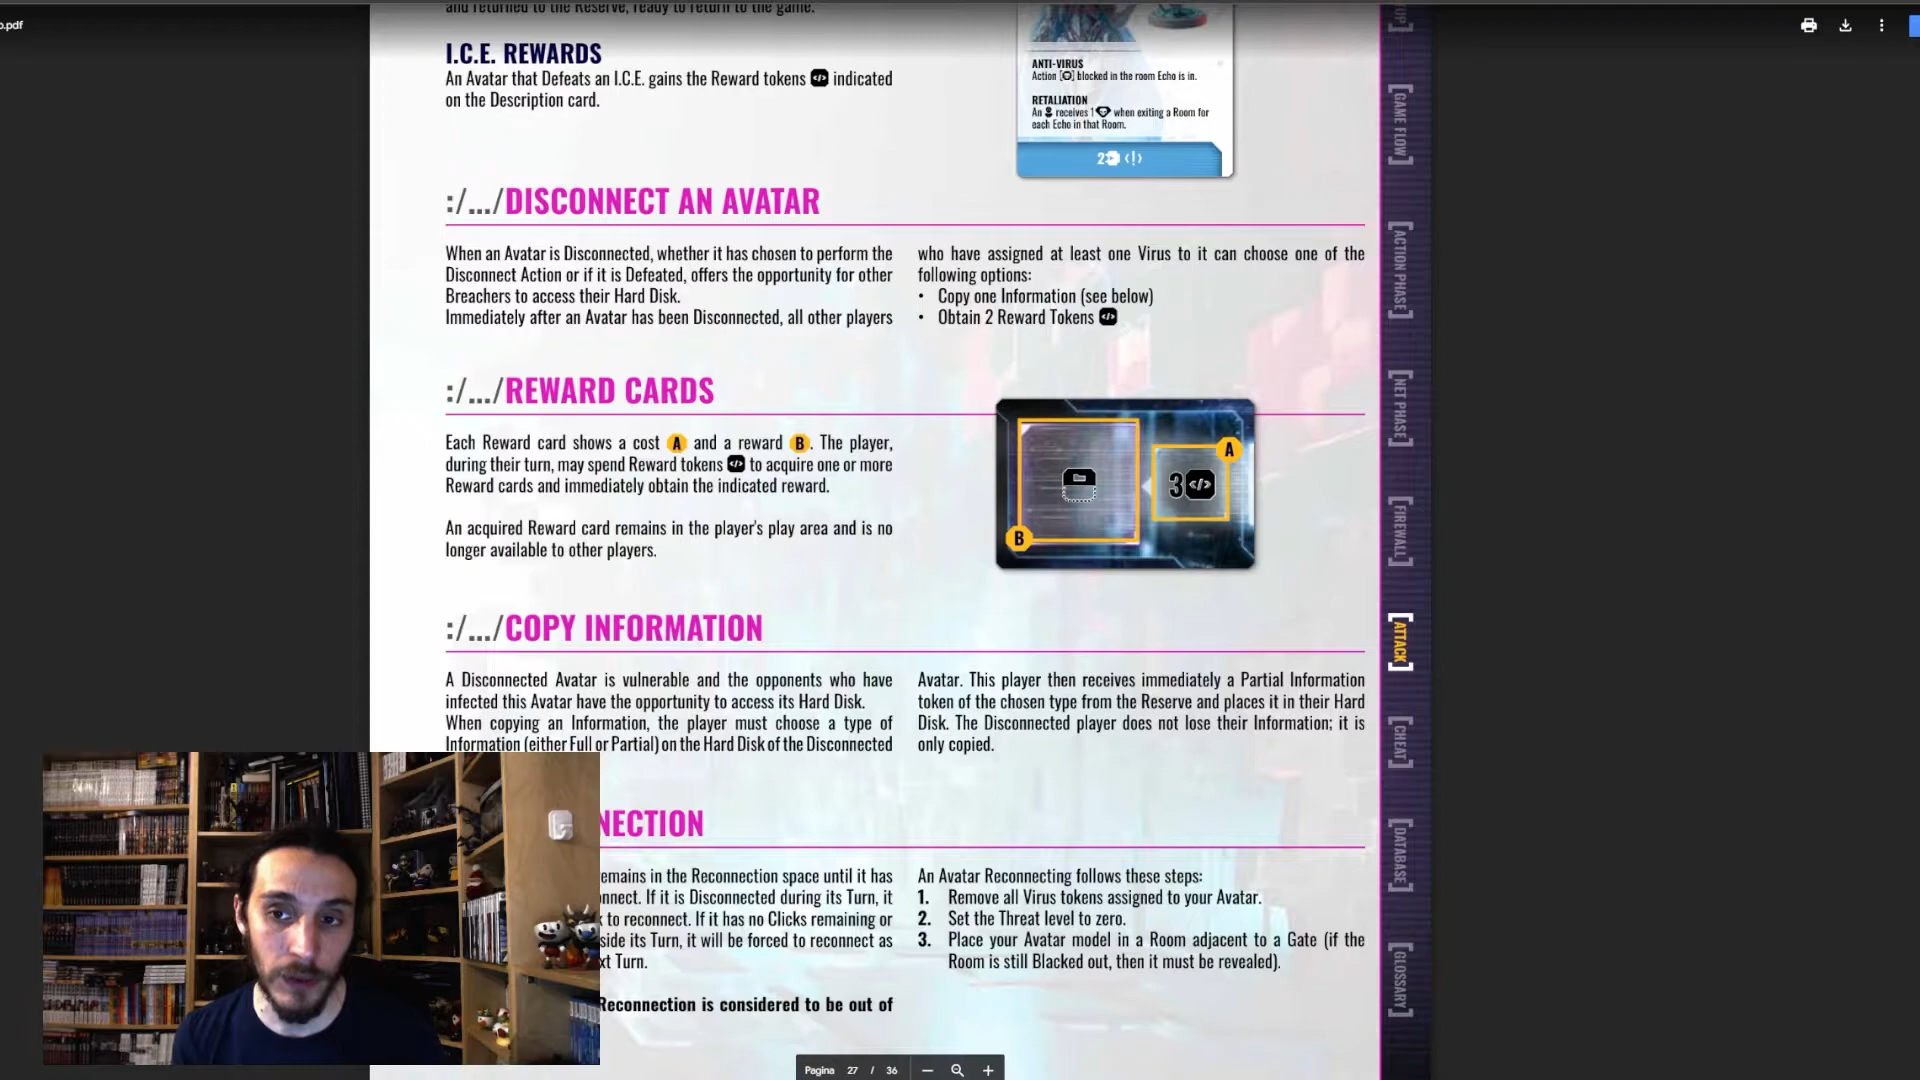 o.pdf
and returned to the Reserve, ready to return to the game.
I.C.E. REWARDS
An Avatar that Defeats an I.C.E. gains the Reward tokens </> indicated
on the Description card.
ANTI-VIRUS
Action [ ] blocked in the room Echo is in.
RETALIATION
An receives 1 when exiting a Room for
each Echo in that Room.
2 (!)
:/.../DISCONNECT AN AVATAR
When an Avatar is Disconnected, whether it has chosen to perform the
Disconnect Action or if it is Defeated, offers the opportunity for other
Breachers to access their Hard Disk.
Immediately after an Avatar has been Disconnected, all other players
who have assigned at least one Virus to it can choose one of the
following options:
• Copy one Information (see below)
• Obtain 2 Reward Tokens </>
:/.../REWARD CARDS
Each Reward card shows a cost A and a reward B. The player,
during their turn, may spend Reward tokens </> to acquire one or more
Reward cards and immediately obtain the indicated reward.
An acquired Reward card remains in the player's play area and is no
longer available to other players.
A
3 </>
B
:/.../COPY INFORMATION
A Disconnected Avatar is vulnerable and the opponents who have
infected this Avatar have the opportunity to access its Hard Disk.
When copying an Information, the player must choose a type of
Information (either Full or Partial) on the Hard Disk of the Disconnected
Avatar. This player then receives immediately a Partial Information
token of the chosen type from the Reserve and places it in their Hard
Disk. The Disconnected player does not lose their Information; it is
only copied.
NECTION
emains in the Reconnection space until it has
nnect. If it is Disconnected during its Turn, it
to reconnect. If it has no Clicks remaining or
side its Turn, it will be forced to reconnect as
xt Turn.
Reconnection is considered to be out of
An Avatar Reconnecting follows these steps:
1. Remove all Virus tokens assigned to your Avatar.
2. Set the Threat level to zero.
3. Place your Avatar model in a Room adjacent to a Gate (if the
Room is still Blacked out, then it must be revealed).
[GAME FLOW]
[ACTION PHASE]
[NET PHASE]
[FIREWALL]
[ATTACK]
[CHEAT]
[DATABASE]
[GLOSSARY]
Pagina 27 / 36